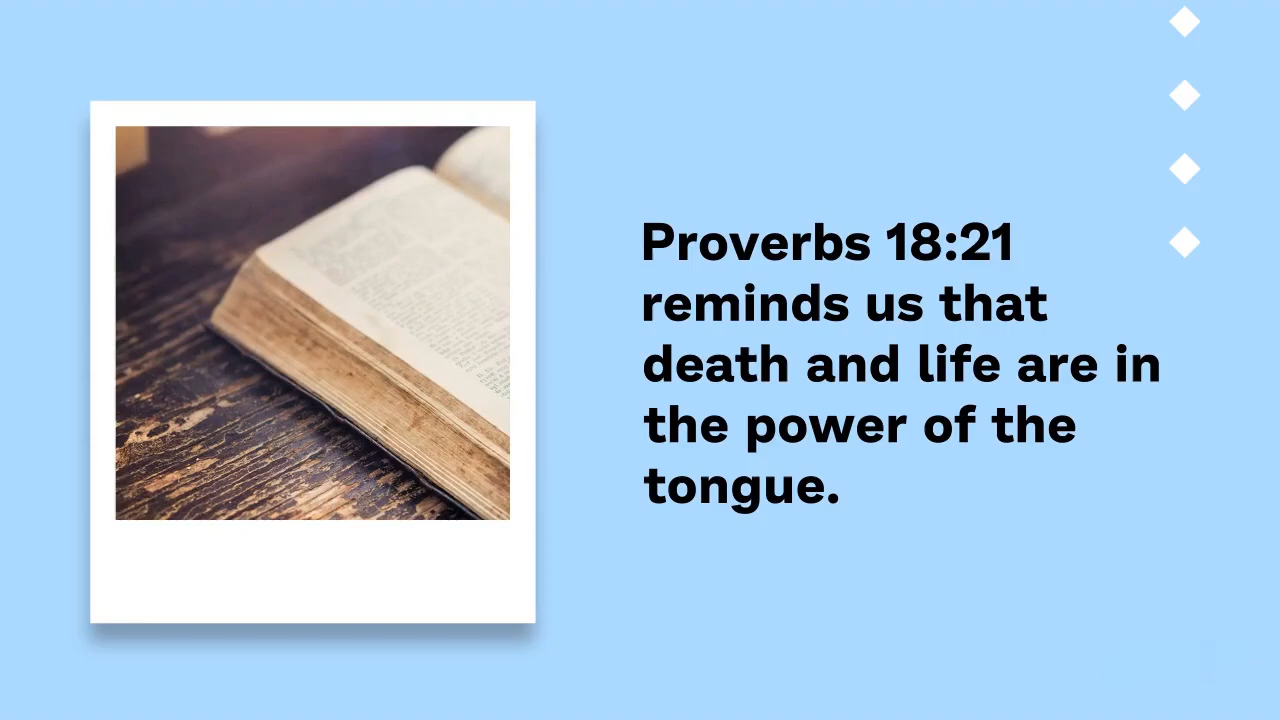 Proverbs 18:21
reminds us that
death and life are in
the power of the
tongue.